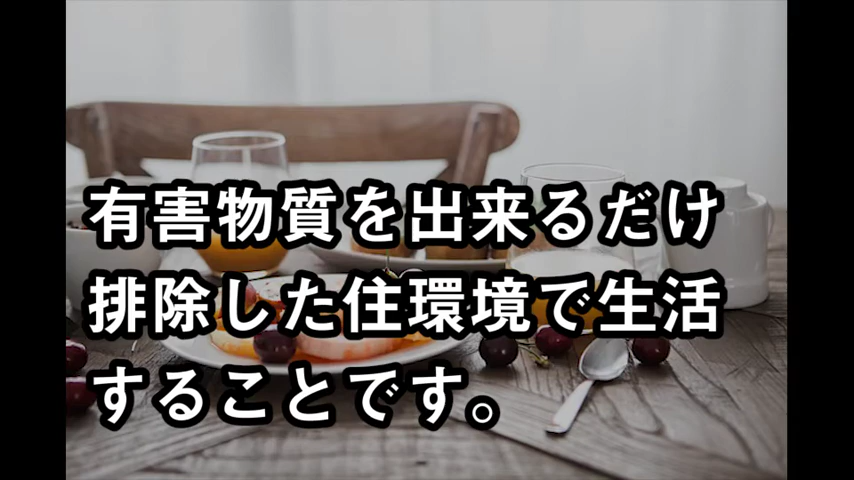 有害物質を出来るだけ
排除した住環境で生活
することです。